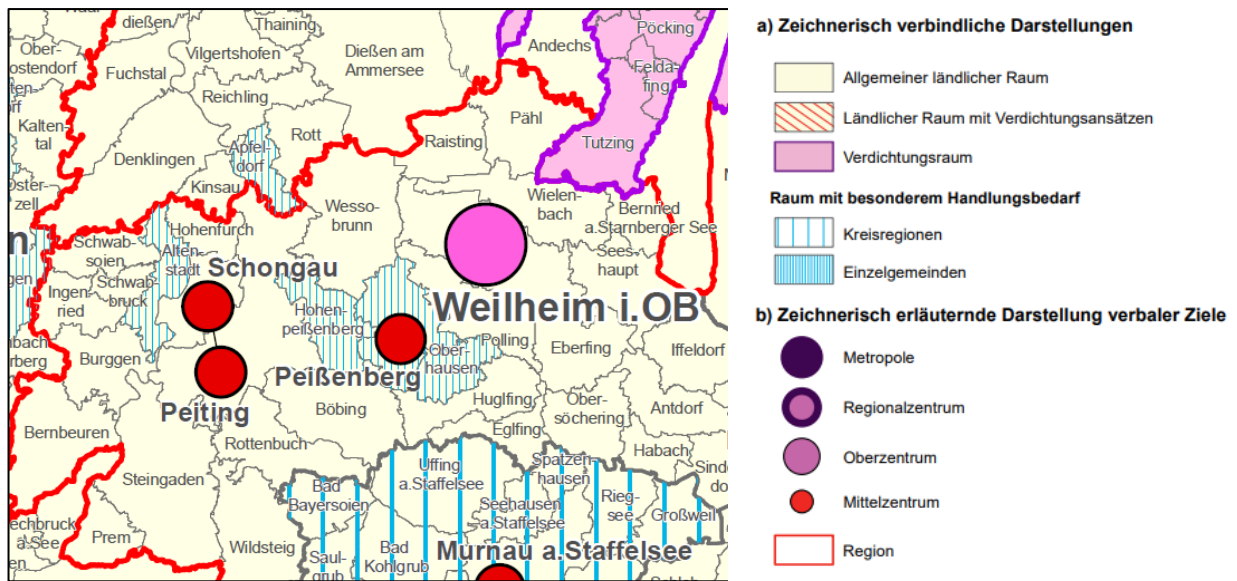 dießen
Thaining
Pöcking
Ober-
ostendorf
Vilgertshofen
Dießen am
Ammersee
Andechs
Fuchstal
Felda-
fing
Reichling
Kalten-
tal
Rott
Pähl
Raisting
Apfel-
dorf
Tutzing
Denklingen
Kinsau
Oster-
zell
Wesso-
brunn
Wielen-
bach
Bernried
a.Starnberger See
Hohenfurch
Schwab-
soien
Alten-
stadt
Sees-
haupt
Schongau
Schwab-
bruck
Ingen-
ried
Weilheim i.OB
Hohen-
peißenberg
Polling
Eberfing
Iffeldorf
Burggen
Ober-
hausen
Peißenberg
Peiting
Böbing
Huglfing
Ober-
söchering
Antdorf
Bernbeuren
Eglfing
Rottenbuch
Habach
Steingaden
Uffing
a.Staffelsee
Spatzen-
hausen
Bad
Bayersoien
Seehausen
a.Staffelsee
Rieg-
see
Großweil
Prem
Wildsteig
Saul-
grub
Bad
Kohlgrub
Murnau a.Staffelsee
a) Zeichnerisch verbindliche Darstellungen
Allgemeiner ländlicher Raum
Ländlicher Raum mit Verdichtungsansätzen
Verdichtungsraum
Raum mit besonderem Handlungsbedarf
Kreisregionen
Einzelgemeinden
b) Zeichnerisch erläuternde Darstellung verbaler Ziele
Metropole
Regionalzentrum
Oberzentrum
Mittelzentrum
Region